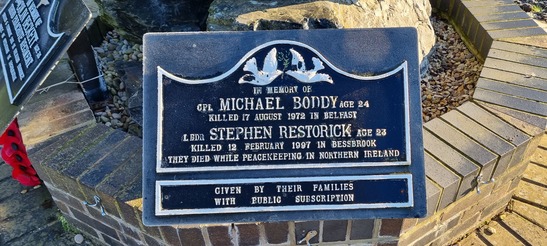 IN MEMORY OF
CPL MICHAEL BODDY AGE 24
KILLED 17 AUGUST 1972 IN BELFAST
LBDR STEPHEN RESTORICK AGE 23
KILLED 12 FEBRUARY 1997 IN BESSBROOK
THEY DIED WHILE PEACEKEEPING IN NORTHERN IRELAND
GIVEN BY THEIR FAMILIES
WITH PUBLIC SUBSCRIPTION